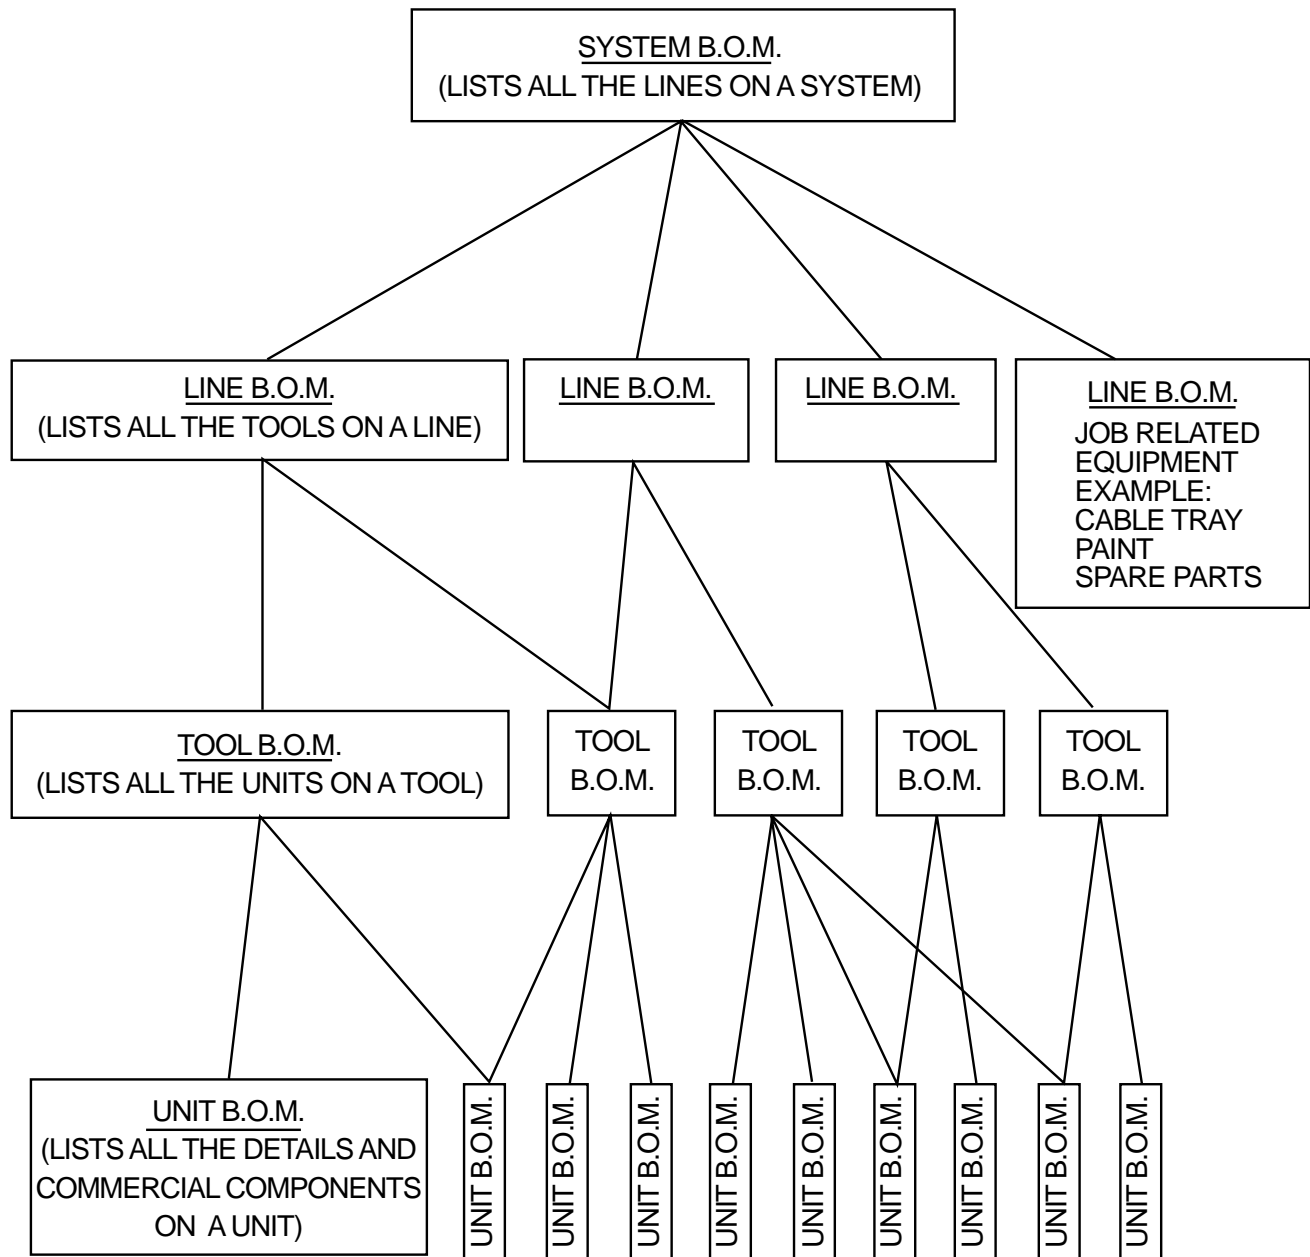 SYSTEM B.O.M.
(LISTS ALL THE LINES ON A SYSTEM)
LINE B.O.M.
(LISTS ALL THE TOOLS ON A LINE)
LINE B.O.M.
LINE B.O.M.
LINE B.O.M.
JOB RELATED
EQUIPMENT
EXAMPLE:
CABLE TRAY
PAINT
SPARE PARTS
TOOL B.O.M.
(LISTS ALL THE UNITS ON A TOOL)
TOOL
B.O.M.
TOOL
B.O.M.
TOOL
B.O.M.
TOOL
B.O.M.
UNIT B.O.M.
(LISTS ALL THE DETAILS AND
COMMERCIAL COMPONENTS
ON A UNIT)
UNIT B.O.M.
UNIT B.O.M.
UNIT B.O.M.
UNIT B.O.M.
UNIT B.O.M.
UNIT B.O.M.
UNIT B.O.M.
UNIT B.O.M.
UNIT B.O.M.